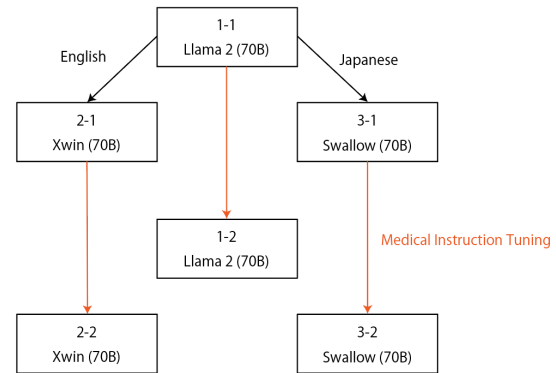 1-1
Llama 2 (70B)
English
Japanese
2-1
Xwin (70B)
3-1
Swallow (70B)
1-2
Llama 2 (70B)
Medical Instruction Tuning
2-2
Xwin (70B)
3-2
Swallow (70B)